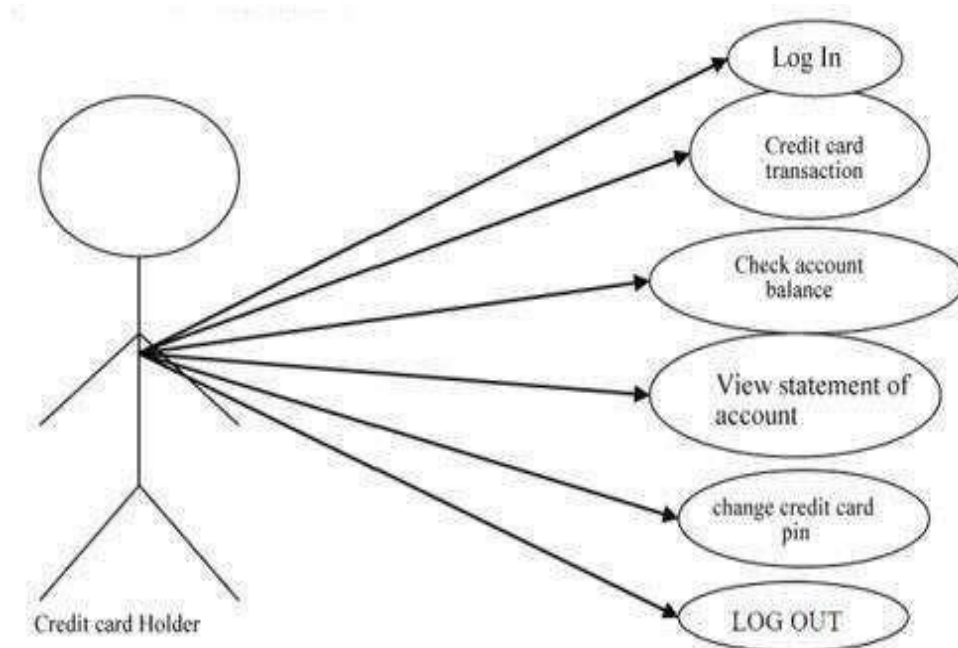 Log In
Credit card
transaction
Check account
balance
View statement of
account
change credit card
pin
LOG OUT
Credit card Holder